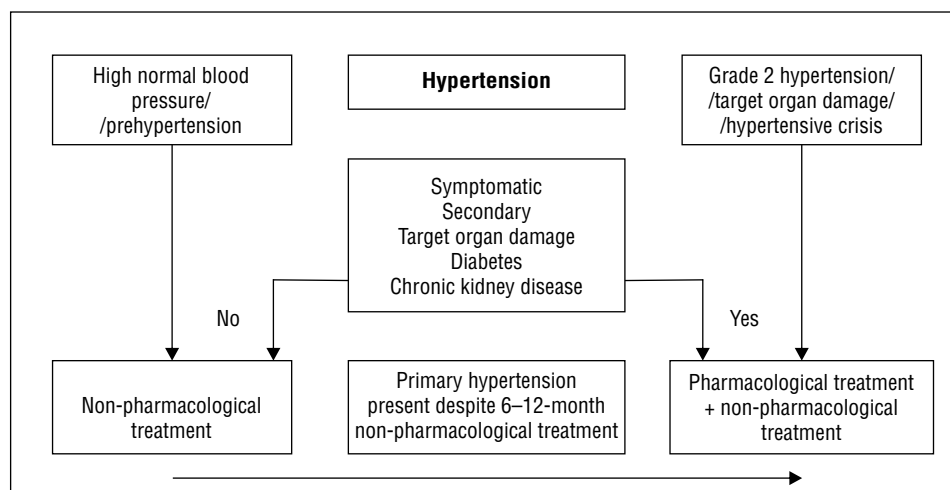 High normal blood
pressure/
/prehypertension
Hypertension
Grade 2 hypertension/
/target organ damage/
/hypertensive crisis
Symptomatic
Secondary
Target organ damage
Diabetes
Chronic kidney disease
No
Yes
Non-pharmacological
treatment
Primary hypertension
present despite 6–12-month
non-pharmacological treatment
Pharmacological treatment
+ non-pharmacological
treatment